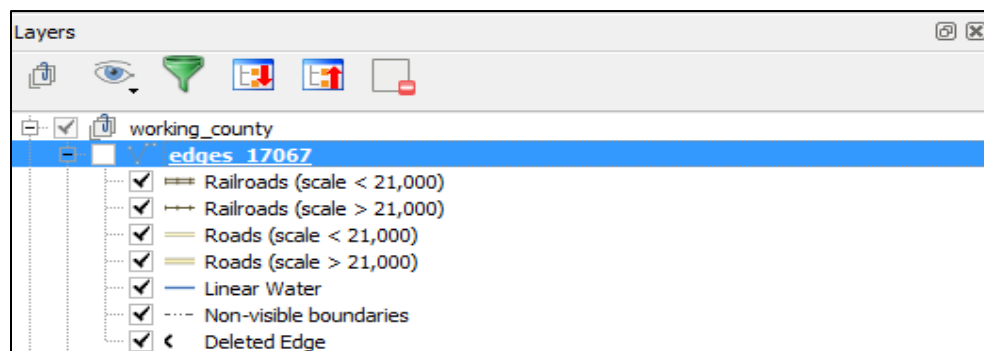 Layers
working_county
edges_17067
Railroads (scale < 21,000)
Railroads (scale > 21,000)
Roads (scale < 21,000)
Roads (scale > 21,000)
Linear Water
Non-visible boundaries
Deleted Edge